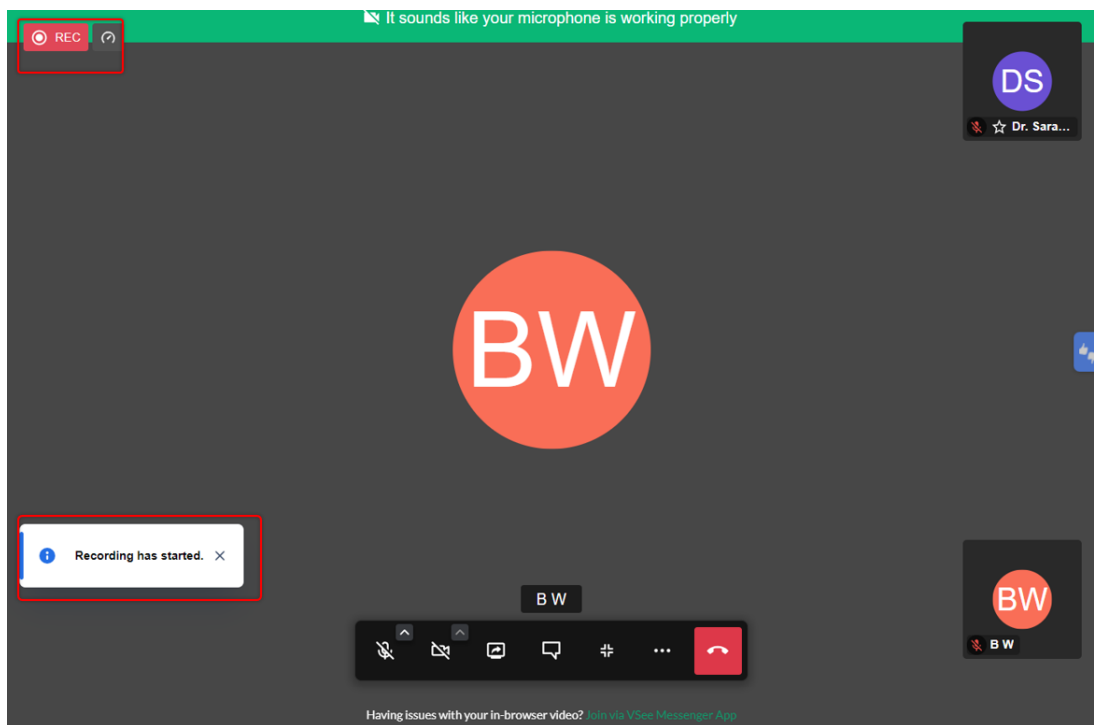 It sounds like your microphone is working properly
REC
DS
Dr. Sara...
BW
Recording has started.
B W
BW
B W
Having issues with your in-browser video? Join via VSee Messenger App